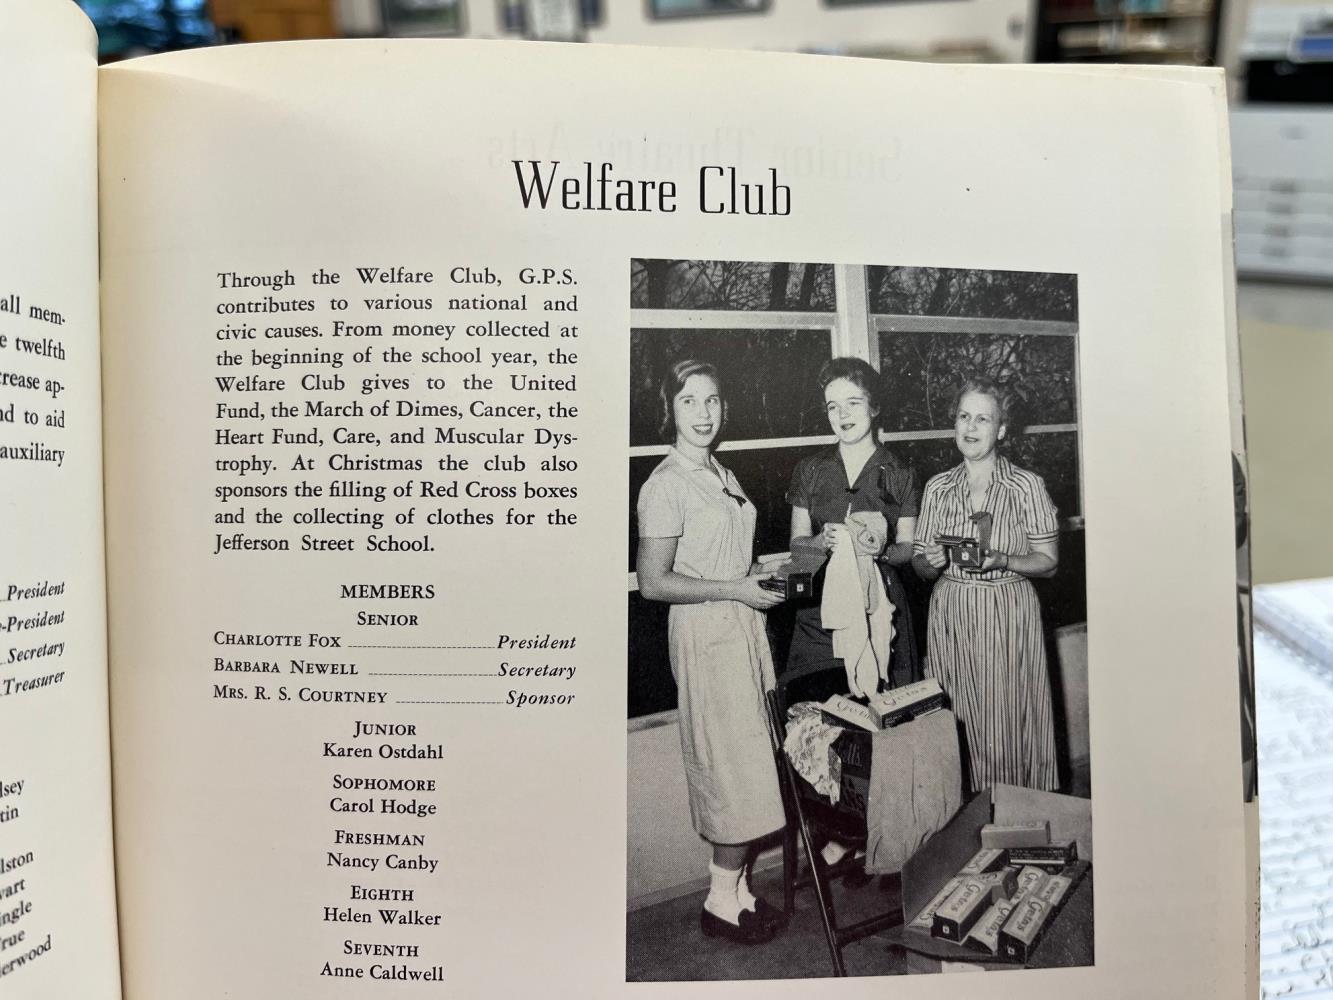 Welfare Club
Through the Welfare Club, G.P.S.
contributes to various national and
civic causes. From money collected at
the beginning of the school year, the
Welfare Club gives to the United
Fund, the March of Dimes, Cancer, the
Heart Fund, Care, and Muscular Dys-
trophy. At Christmas the club also
sponsors the filling of Red Cross boxes
and the collecting of clothes for the
Jefferson Street School.
MEMBERS
SENIOR
CHARLOTTE FOX President
BARBARA NEWELL Secretary
MRS. R. S. COURTNEY Sponsor
JUNIOR
Karen Ostdahl
SOPHOMORE
Carol Hodge
FRESHMAN
Nancy Canby
EIGHTH
Helen Walker
SEVENTH
Anne Caldwell
all mem-
twelfth
crease ap-
to aid
auxiliary
President
-President
Secretary
Treasurer